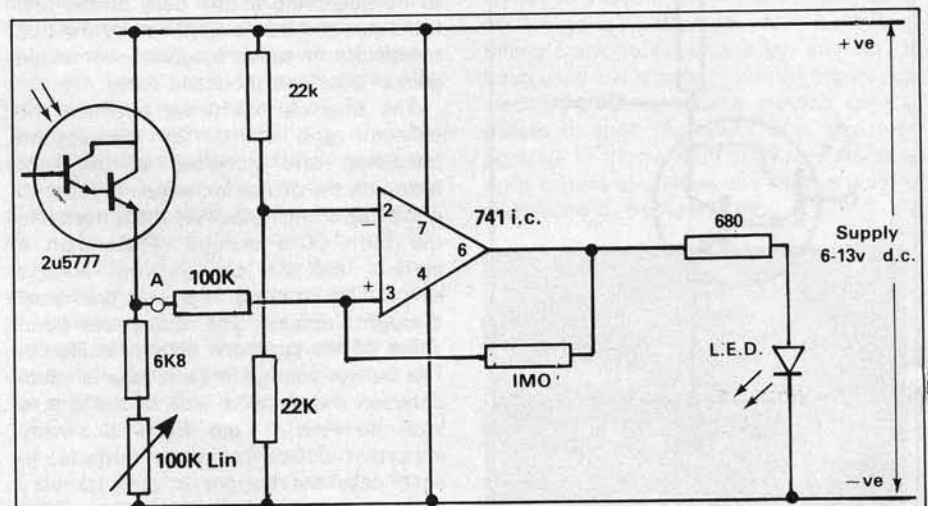 +ve
22k
2
7
741 i.c.
6
680
Supply
6-13v d.c.
2u5777
A
100K
+
3
4
−
L.E.D.
6K8
IMO
22K
100K Lin
−ve